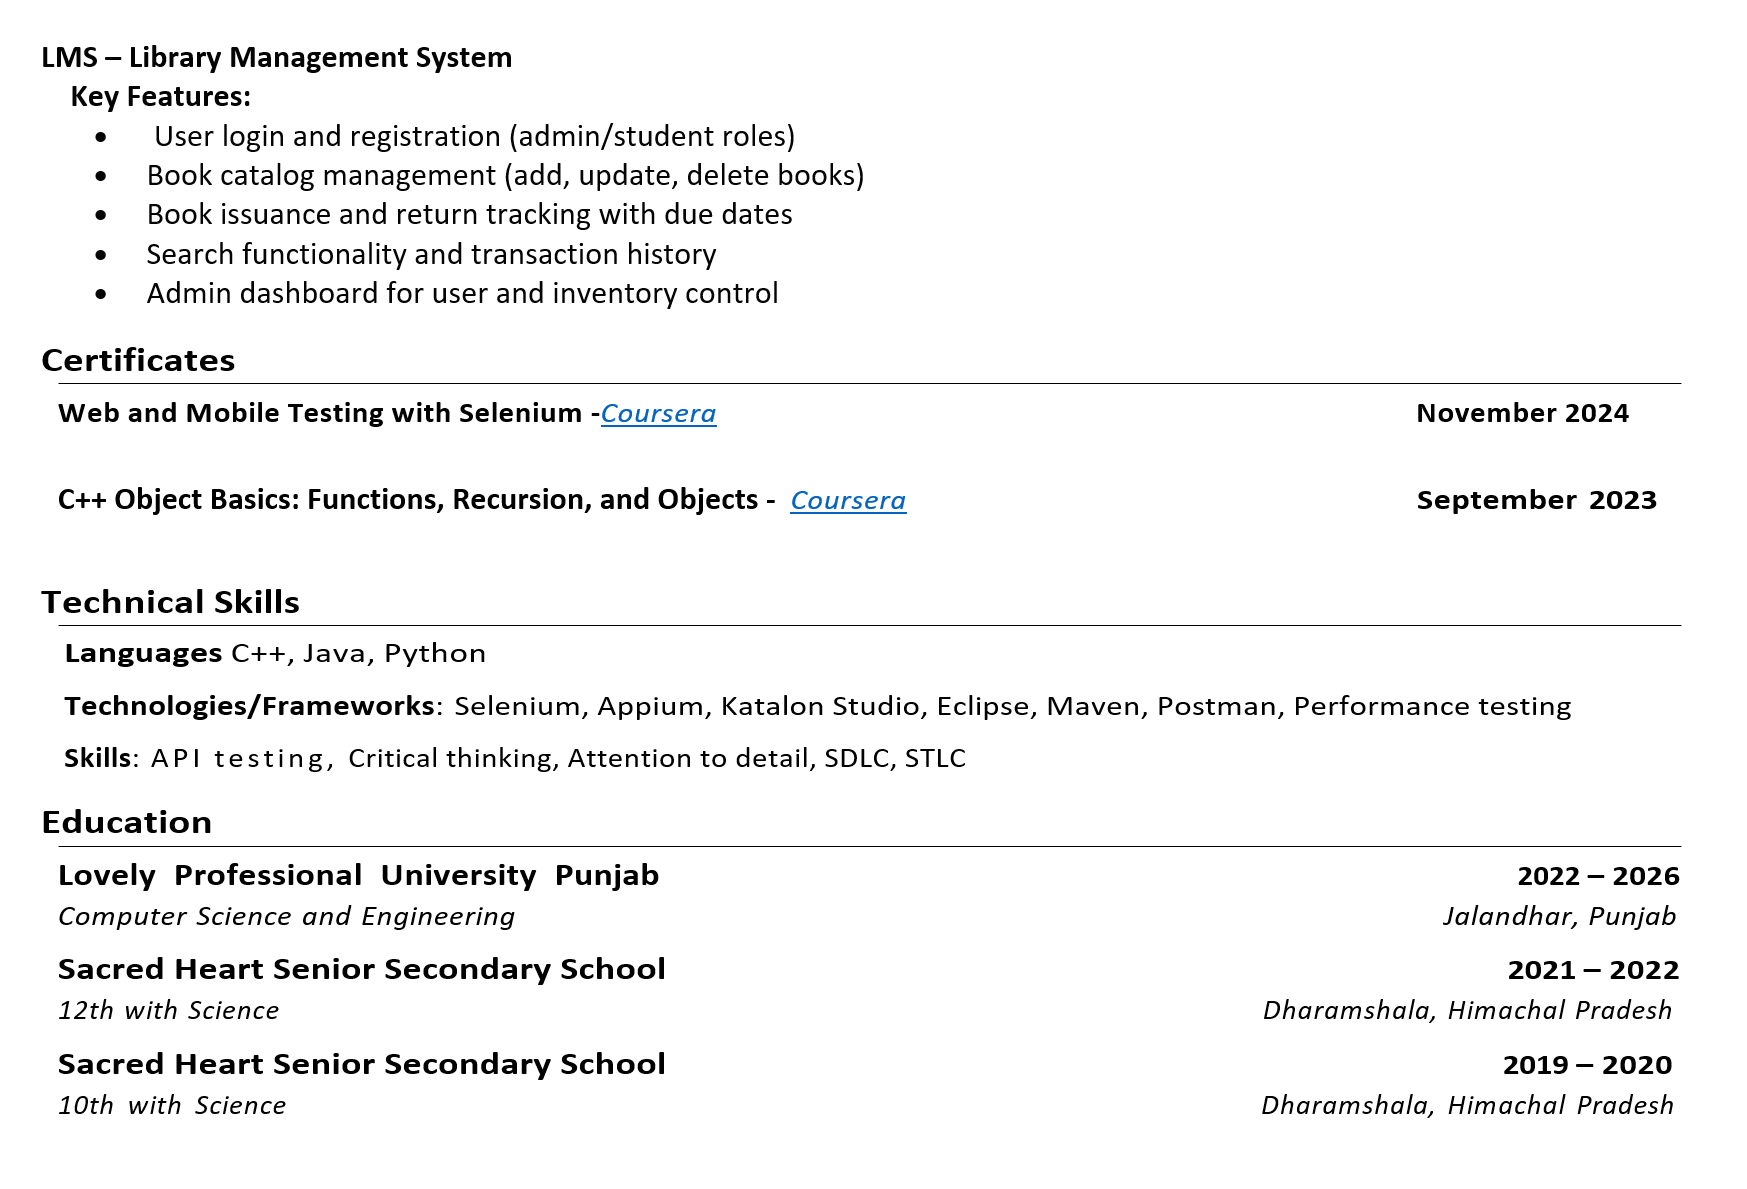 LMS – Library Management System
Key Features:
• User login and registration (admin/student roles)
• Book catalog management (add, update, delete books)
• Book issuance and return tracking with due dates
• Search functionality and transaction history
• Admin dashboard for user and inventory control
Certificates
Web and Mobile Testing with Selenium -Coursera November 2024
C++ Object Basics: Functions, Recursion, and Objects - Coursera September 2023
Technical Skills
Languages C++, Java, Python
Technologies/Frameworks: Selenium, Appium, Katalon Studio, Eclipse, Maven, Postman, Performance testing
Skills: API testing, Critical thinking, Attention to detail, SDLC, STLC
Education
Lovely Professional University Punjab 2022 – 2026
Computer Science and Engineering Jalandhar, Punjab
Sacred Heart Senior Secondary School 2021 – 2022
12th with Science Dharamshala, Himachal Pradesh
Sacred Heart Senior Secondary School 2019 – 2020
10th with Science Dharamshala, Himachal Pradesh